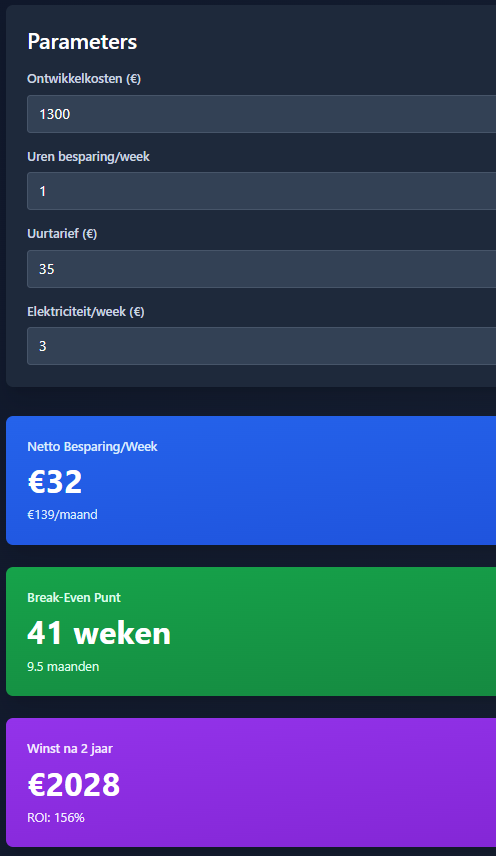 Parameters
Ontwikkelkosten (€)
1300
Uren besparing/week
1
Uurtarief (€)
35
Elektriciteit/week (€)
3
Netto Besparing/Week
€32
€139/maand
Break-Even Punt
41 weken
9.5 maanden
Winst na 2 jaar
€2028
ROI: 156%